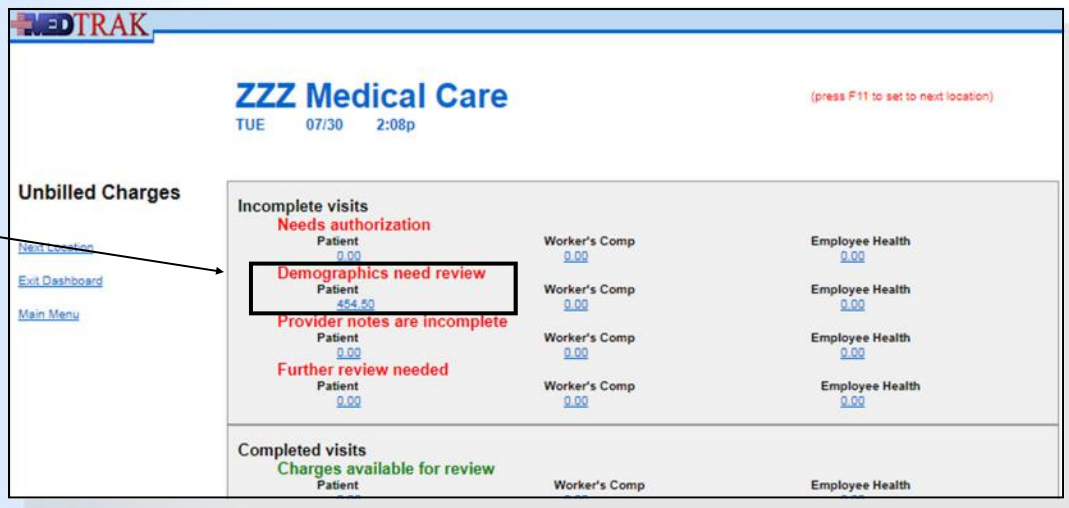 MEDTRAK
ZZZ Medical Care
(press F11 to set to next location)
TUE 07/30 2:08p
Unbilled Charges
Next Location
Exit Dashboard
Main Menu
Incomplete visits
Needs authorization
Patient Worker's Comp Employee Health
0.00 0.00 0.00
Demographics need review
Patient Worker's Comp Employee Health
454.50 0.00 0.00
Provider notes are incomplete
Patient Worker's Comp Employee Health
0.00 0.00 0.00
Further review needed
Patient Worker's Comp Employee Health
0.00 0.00 0.00
Completed visits
Charges available for review
Patient Worker's Comp Employee Health